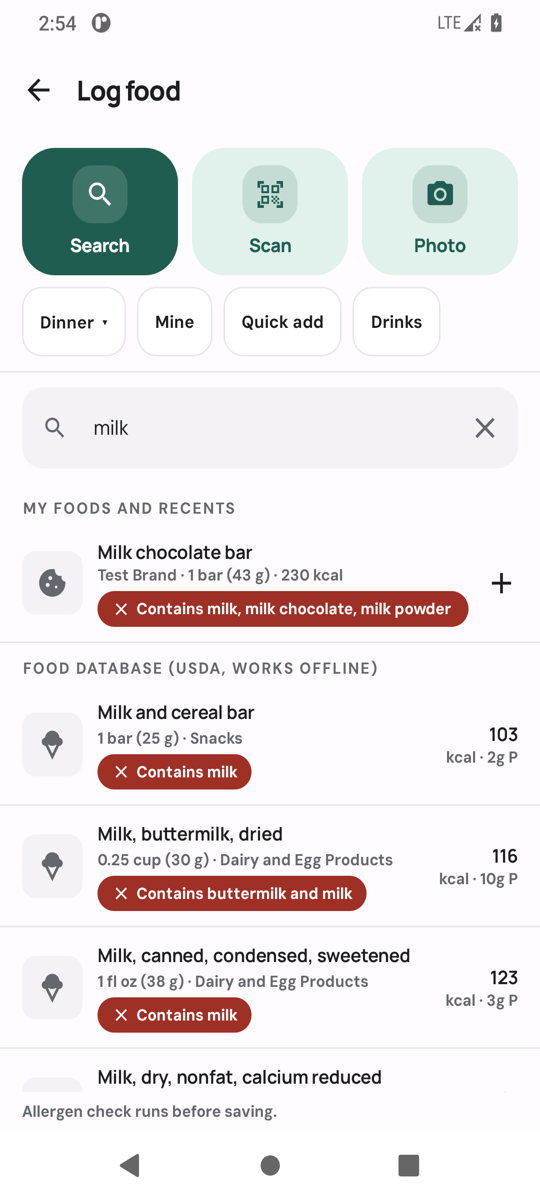 2:54
LTE
Log food
Search
Scan
Photo
Dinner
Mine
Quick add
Drinks
milk
MY FOODS AND RECENTS
Milk chocolate bar
Test Brand · 1 bar (43 g) · 230 kcal
Contains milk, milk chocolate, milk powder
FOOD DATABASE (USDA, WORKS OFFLINE)
Milk and cereal bar
1 bar (25 g) · Snacks
103
kcal · 2g P
Contains milk
Milk, buttermilk, dried
0.25 cup (30 g) · Dairy and Egg Products
116
kcal · 10g P
Contains buttermilk and milk
Milk, canned, condensed, sweetened
1 fl oz (38 g) · Dairy and Egg Products
123
kcal · 3g P
Contains milk
Milk, dry, nonfat, calcium reduced
Allergen check runs before saving.